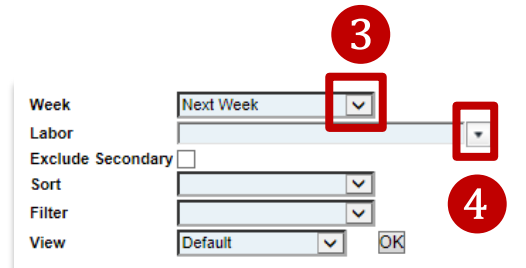 3
Week Next Week
Labor
Exclude Secondary
4
Sort
Filter
View Default OK